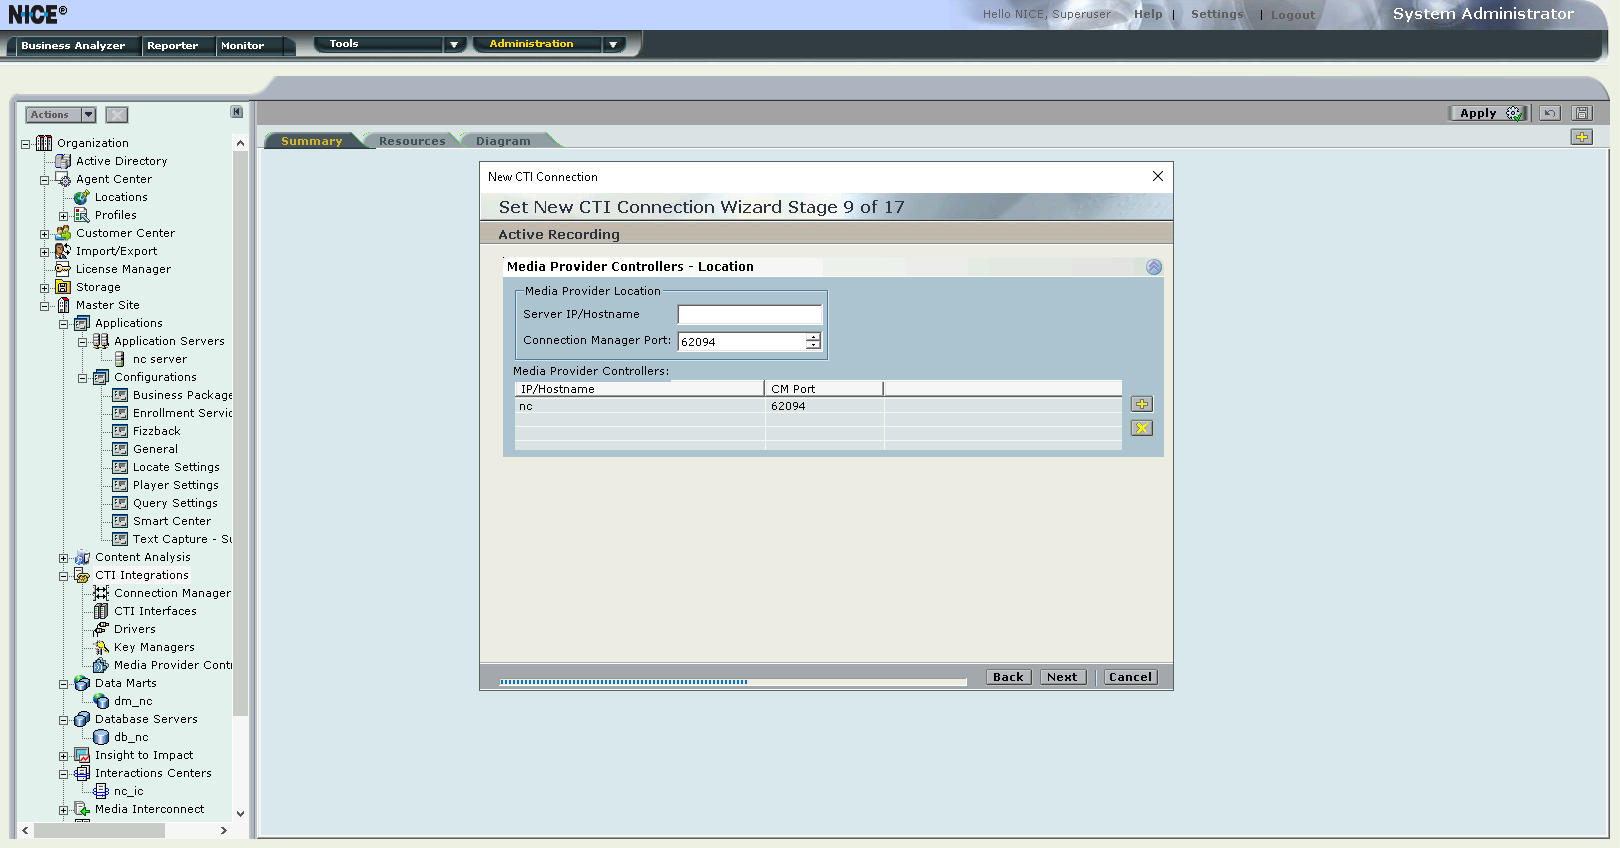 NICE®
Hello NICE, Superuser Help | Settings | Logout System Administrator
Business Analyzer Reporter Monitor Tools Administration
Actions
Apply
Summary Resources Diagram
Organization
Active Directory
Agent Center
Locations
Profiles
Customer Center
Import/Export
License Manager
Storage
Master Site
Applications
Application Servers
nc server
Configurations
Business Package
Enrollment Servic
Fizzback
General
Locate Settings
Player Settings
Query Settings
Smart Center
Text Capture - Su
Content Analysis
CTI Integrations
Connection Manager
CTI Interfaces
Drivers
Key Managers
Media Provider Contr
Data Marts
dm_nc
Database Servers
db_nc
Insight to Impact
Interactions Centers
nc_ic
Media Interconnect
New CTI Connection
Set New CTI Connection Wizard Stage 9 of 17
Active Recording
Media Provider Controllers - Location
Media Provider Location
Server IP/Hostname
Connection Manager Port: 62094
Media Provider Controllers:
IP/Hostname CM Port
nc 62094
Back Next Cancel